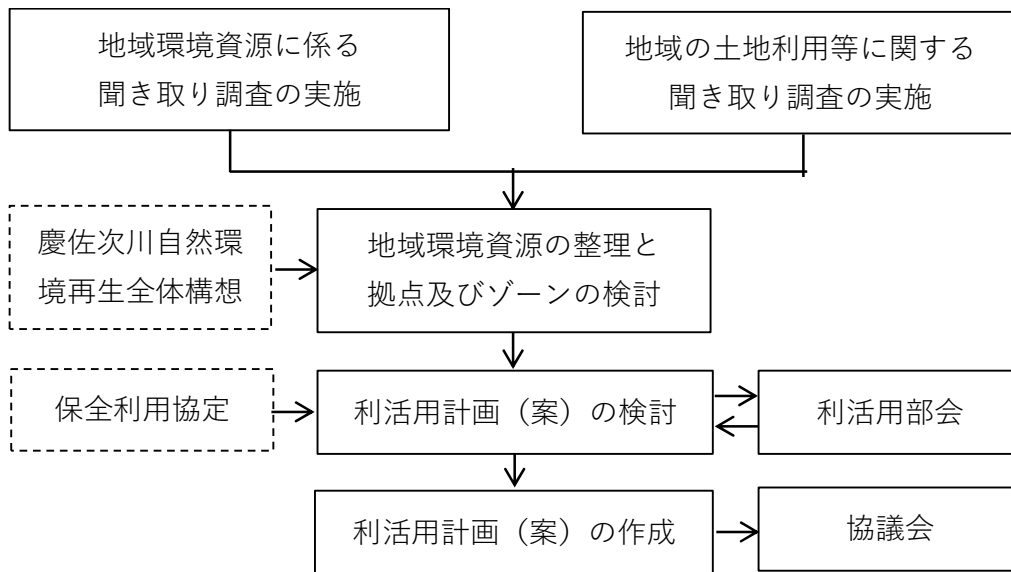 地域環境資源に係る
聞き取り調査の実施
地域の土地利用等に関する
聞き取り調査の実施
慶佐次川自然環
境再生全体構想
地域環境資源の整理と
拠点及びゾーンの検討
保全利用協定
利活用計画（案）の検討
利活用部会
利活用計画（案）の作成
協議会